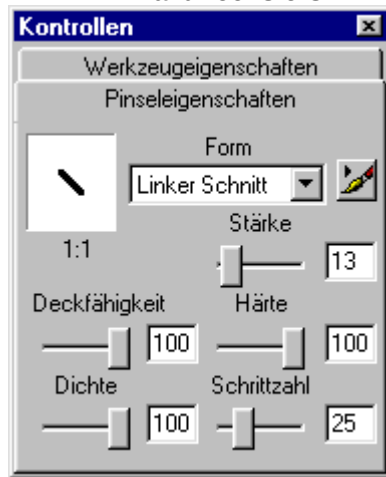 Kontrollen
Werkzeugeigenschaften
Pinseleigenschaften
Form
Linker Schnitt
1:1
Stärke
13
Deckfähigkeit
Härte
100
100
Dichte
Schrittzahl
100
25